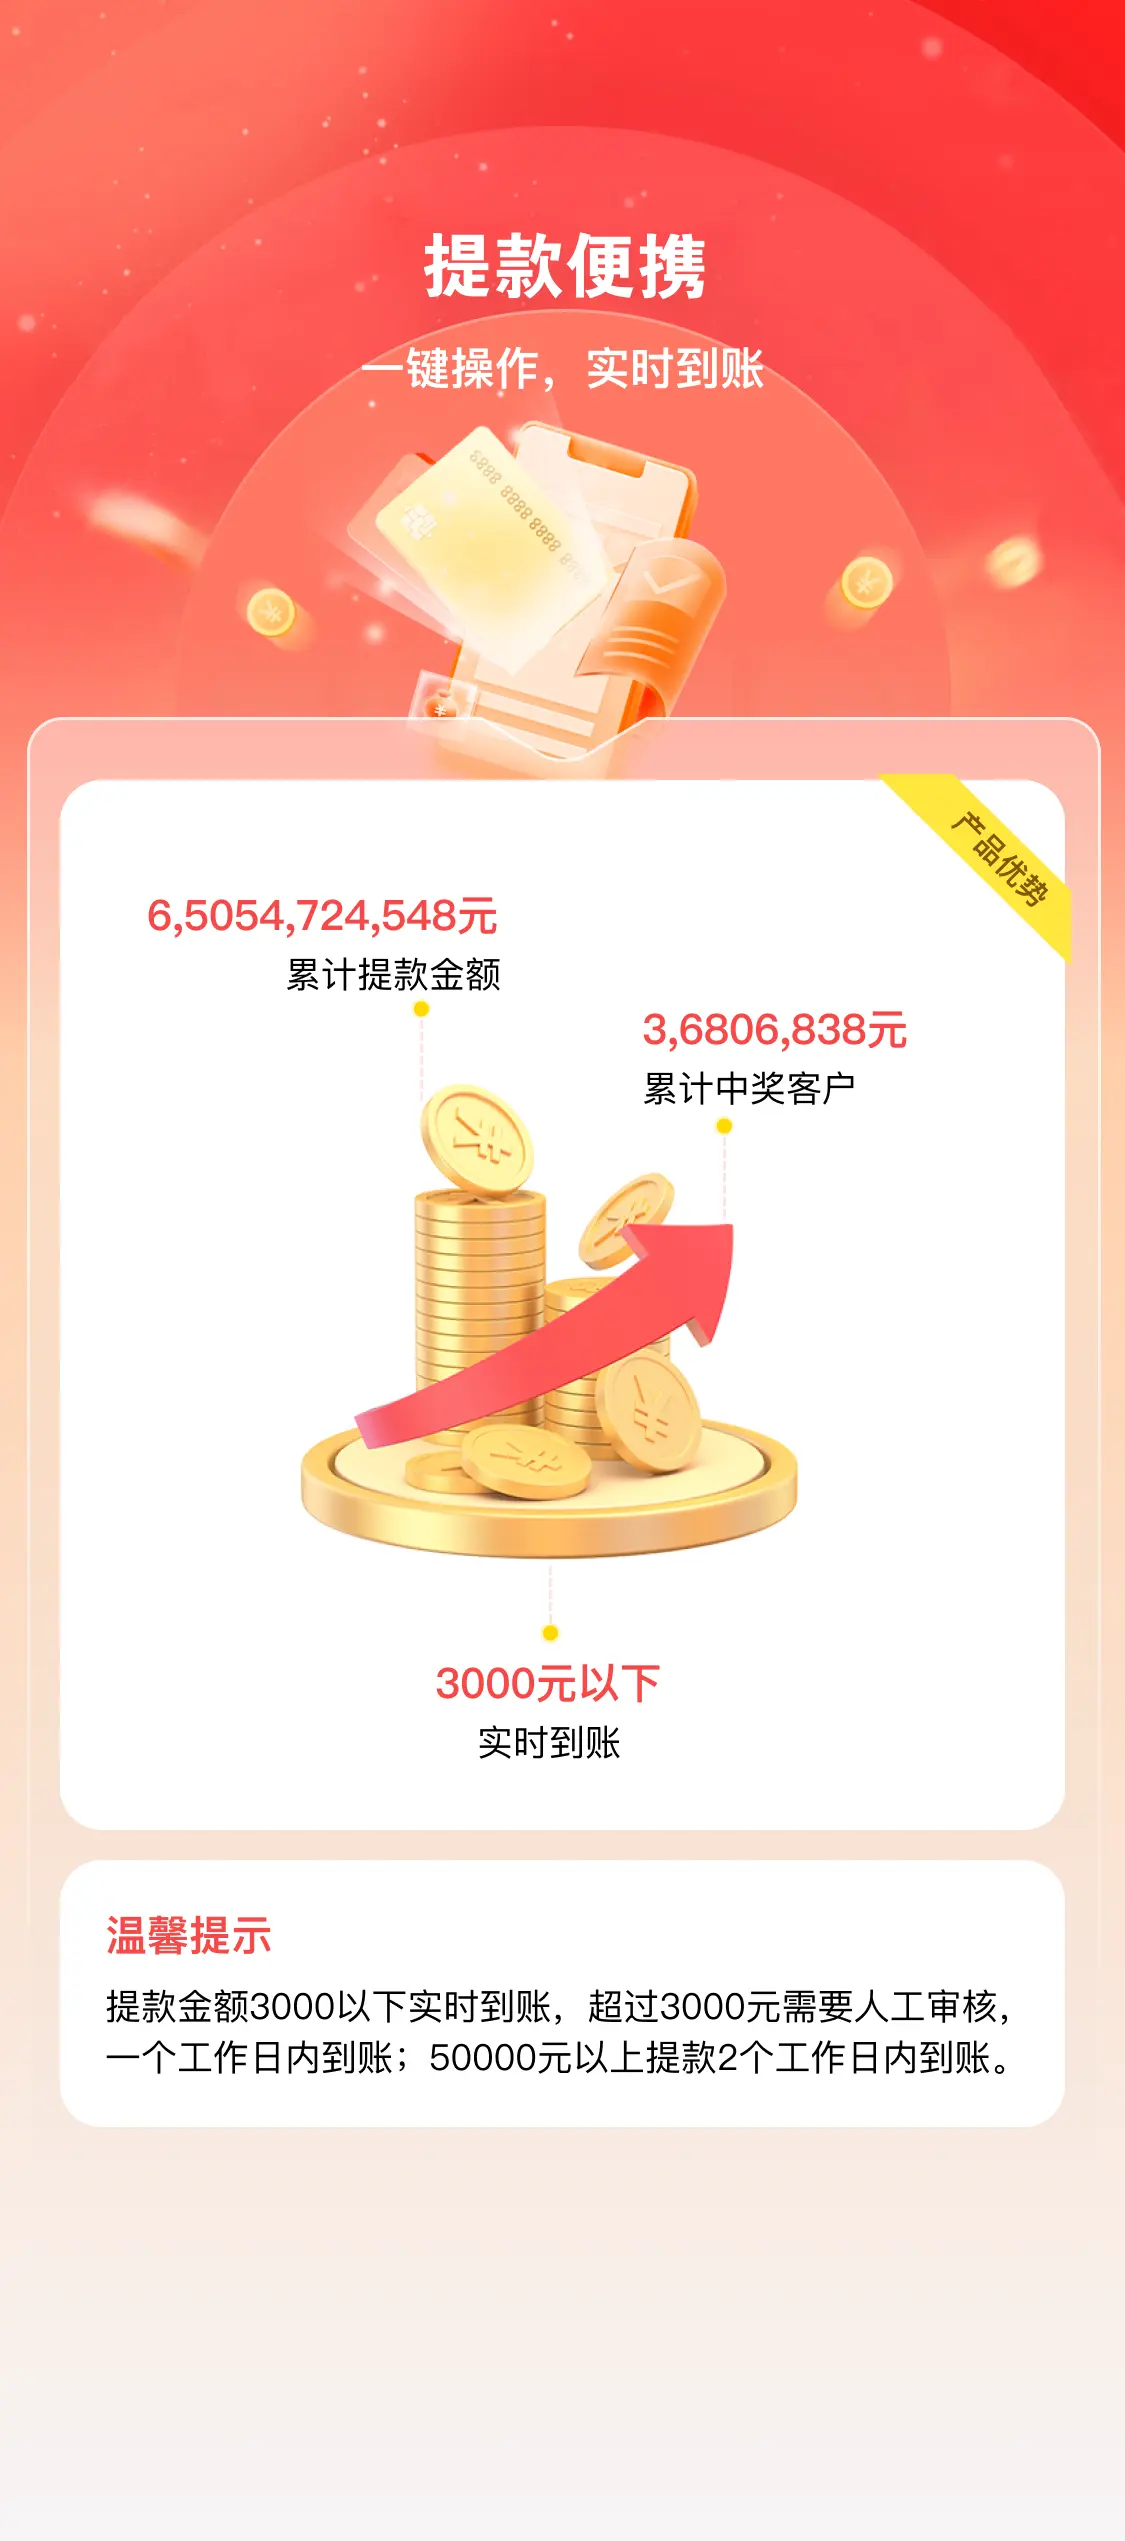 提款便携
一键操作，实时到账
8888 8888 8888 888
产品优势
6,5054,724,548元
累计提款金额
3,6806,838元
累计中奖客户
3000元以下
实时到账
温馨提示
提款金额3000以下实时到账，超过3000元需要人工审核，
一个工作日内到账；50000元以上提款2个工作日内到账。